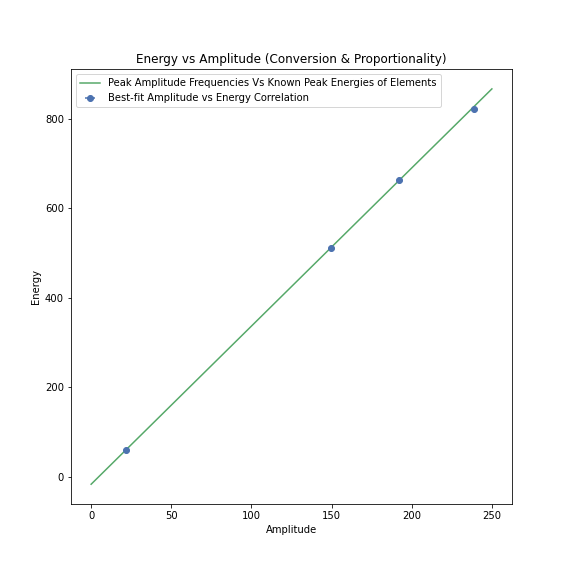 Energy vs Amplitude (Conversion & Proportionality)
Peak Amplitude Frequencies Vs Known Peak Energies of Elements
Best-fit Amplitude vs Energy Correlation
800
600
400
200
0
Energy
0 50 100 150 200 250
Amplitude